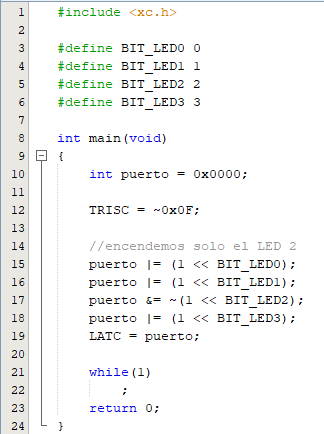 1 #include <xc.h>
2
3 #define BIT_LED0 0
4 #define BIT_LED1 1
5 #define BIT_LED2 2
6 #define BIT_LED3 3
7
8 int main(void)
9 {
10 int puerto = 0x0000;
11
12 TRISC = ~0x0F;
13
14 //encendemos solo el LED 2
15 puerto |= (1 << BIT_LED0);
16 puerto |= (1 << BIT_LED1);
17 puerto &= ~(1 << BIT_LED2);
18 puerto |= (1 << BIT_LED3);
19 LATC = puerto;
20
21 while(1)
22 ;
23 return 0;
24 }